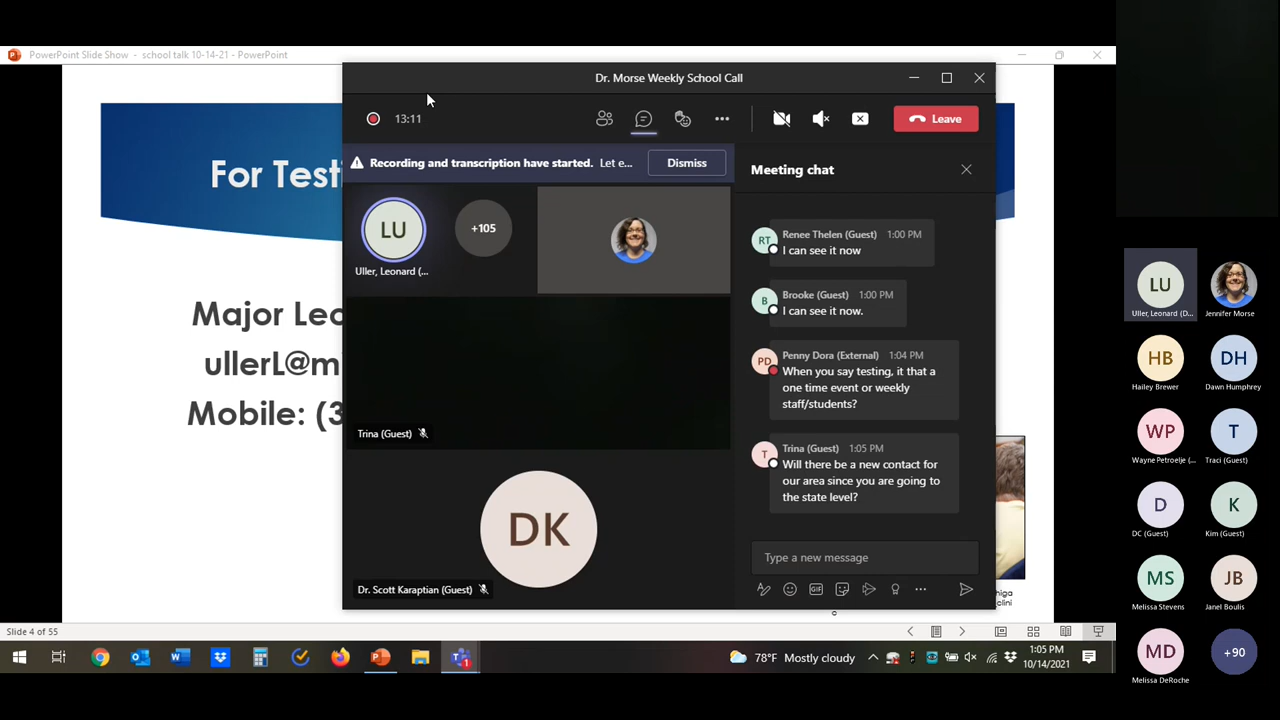 PowerPoint Slide Show - school talk 10-14-21 - PowerPoint
Dr. Morse Weekly School Call
13:11
Leave
Recording and transcription have started. Let e...
Dismiss
Meeting chat
For Test
Major Leo
ullerL@m
Mobile: (3
LU
+105
Uller, Leonard (...
Trina (Guest)
DK
Dr. Scott Karaptian (Guest)
RT
Renee Thelen (Guest) 1:00 PM
I can see it now
B
Brooke (Guest) 1:00 PM
I can see it now.
PD
Penny Dora (External) 1:04 PM
When you say testing, it that a
one time event or weekly
staff/students?
T
Trina (Guest) 1:05 PM
Will there be a new contact for
our area since you are going to
the state level?
Type a new message
GIF
higa
olini
Slide 4 of 55
78°F Mostly cloudy
1:05 PM
10/14/2021
LU
Uller, Leonard (D...
Jennifer Morse
HB
Hailey Brewer
DH
Dawn Humphrey
WP
Wayne Petroelje (...
T
Traci (Guest)
D
DC (Guest)
K
Kim (Guest)
MS
Melissa Stevens
JB
Janel Boulis
MD
Melissa DeRoche
+90